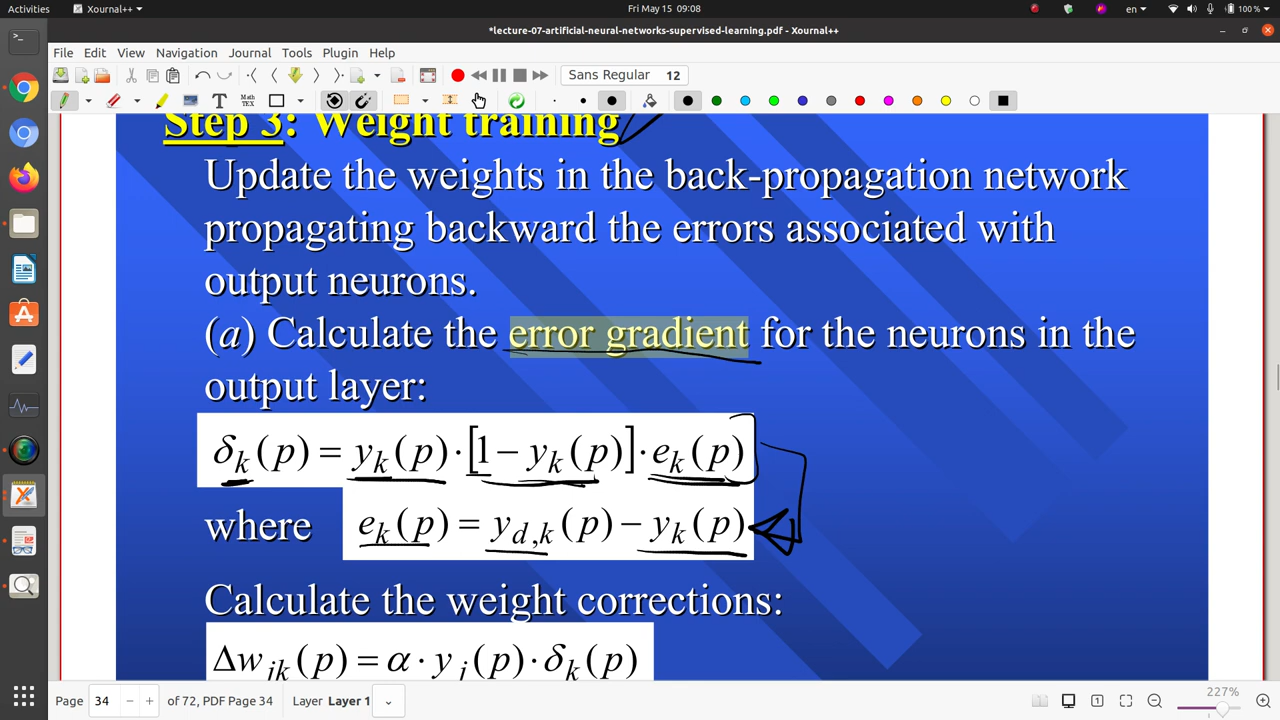 Activities
Xournal++
Fri May 15 09:08
en
100 %
*lecture-07-artificial-neural-networks-supervised-learning.pdf - Xournal++
File Edit View Navigation Journal Tools Plugin Help
Sans Regular 12
Step 3: Weight training
Update the weights in the back-propagation network
propagating backward the errors associated with
output neurons.
(a) Calculate the error gradient for the neurons in the
output layer:
δk(p) = yk(p) · [1 − yk(p)] · ek(p)
where ek(p) = yd,k(p) − yk(p)
Calculate the weight corrections:
Δwjk(p) = α · yj(p) · δk(p)
Page 34 of 72, PDF Page 34 Layer Layer 1
227%